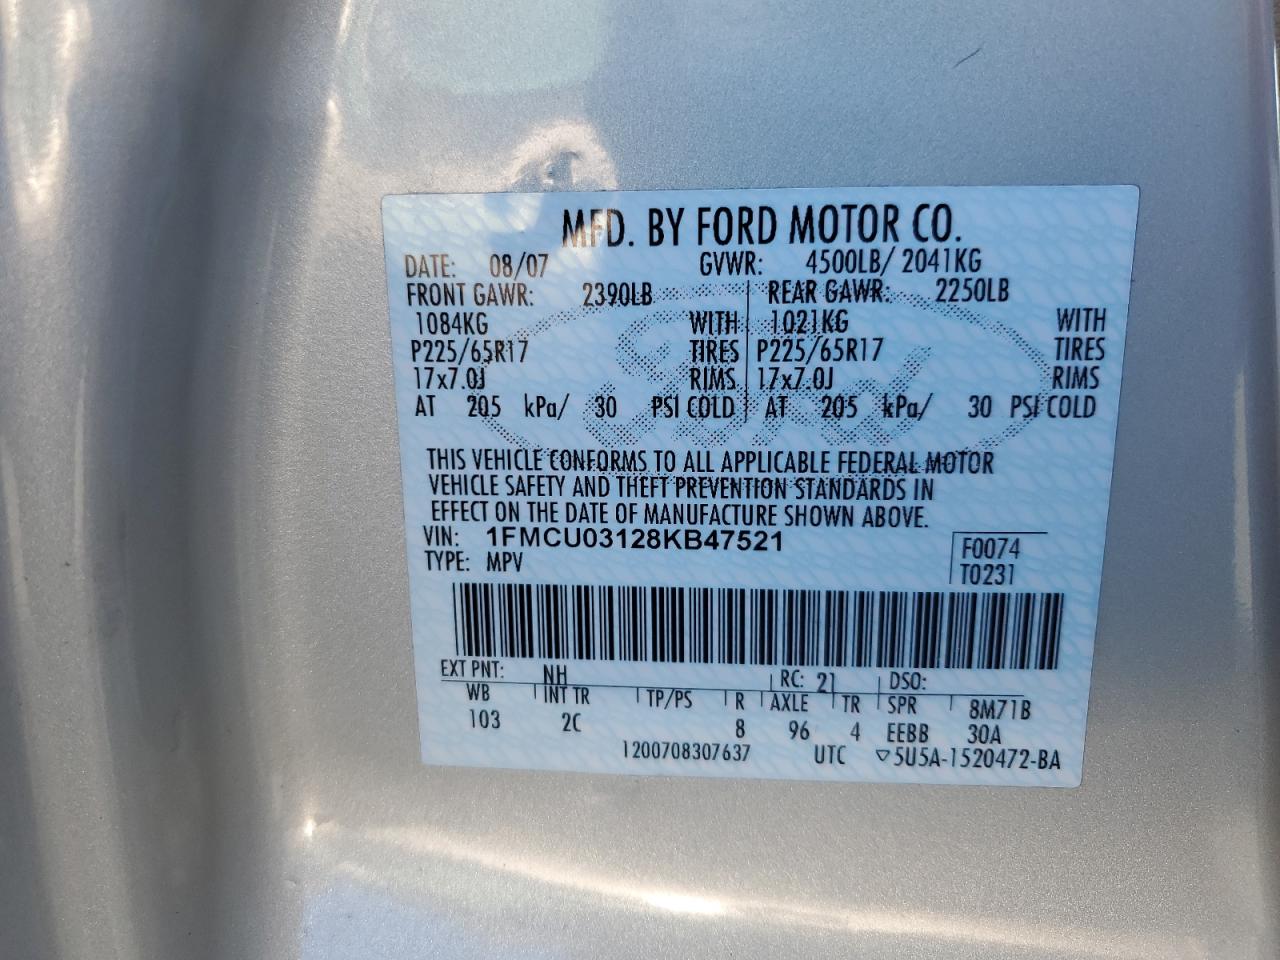 MFD. BY FORD MOTOR CO.
DATE: 08/07 GVWR: 4500LB/ 2041KG
FRONT GAWR: 2390LB REAR GAWR: 2250LB
1084KG WITH 1021KG WITH
P225/65R17 TIRES P225/65R17 TIRES
17x7.0J RIMS 17x7.0J RIMS
AT 205 kPa/ 30 PSI COLD AT 205 kPa/ 30 PSI COLD
Ford
THIS VEHICLE CONFORMS TO ALL APPLICABLE FEDERAL MOTOR
VEHICLE SAFETY AND THEFT PREVENTION STANDARDS IN
EFFECT ON THE DATE OF MANUFACTURE SHOWN ABOVE.
VIN: 1FMCU03128KB47521 F0074
TYPE: MPV T0231
EXT PNT: NH RC: 21 DSO:
WB INT TR TP/PS R AXLE TR SPR 8M71B
103 2C 8 96 4 EEBB 30A
1200708307637 UTC ▽5U5A-1520472-BA